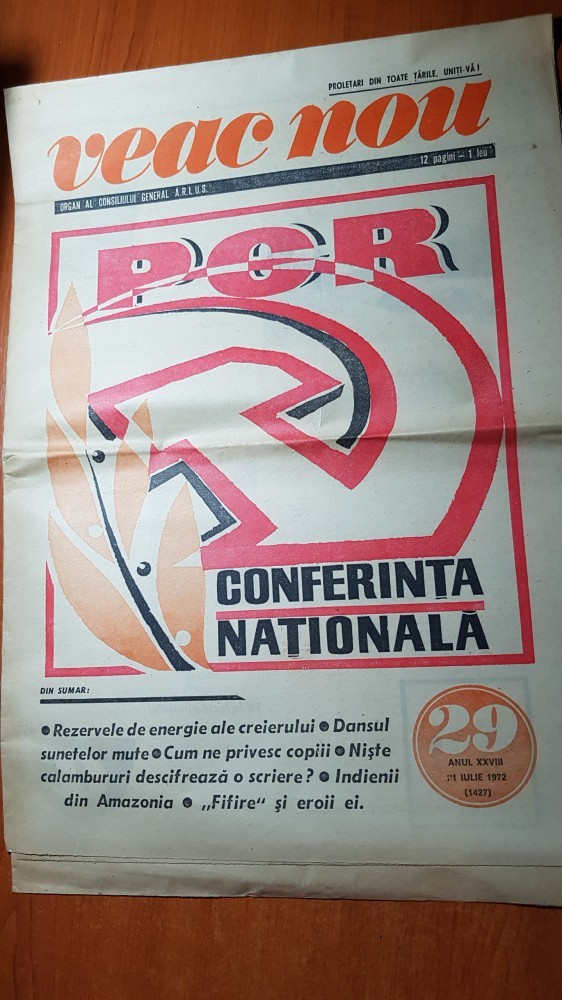 PROLETARI DIN TOATE ȚĂRILE, UNIȚI-VĂ!
veac nou
ORGAN AL CONSILIULUI GENERAL A.R.L.U.S.
12 pagini — 1 leu
PCR
CONFERINȚA
NAȚIONALĂ
DIN SUMAR:
● Rezervele de energie ale creierului ● Dansul
sunetelor mute ● Cum ne privesc copiii ● Niște
calambururi descifrează o scriere? ● Indienii
din Amazonia ● „Fifire“ și eroii ei.
29
ANUL XXVIII
21 IULIE 1972
(1427)